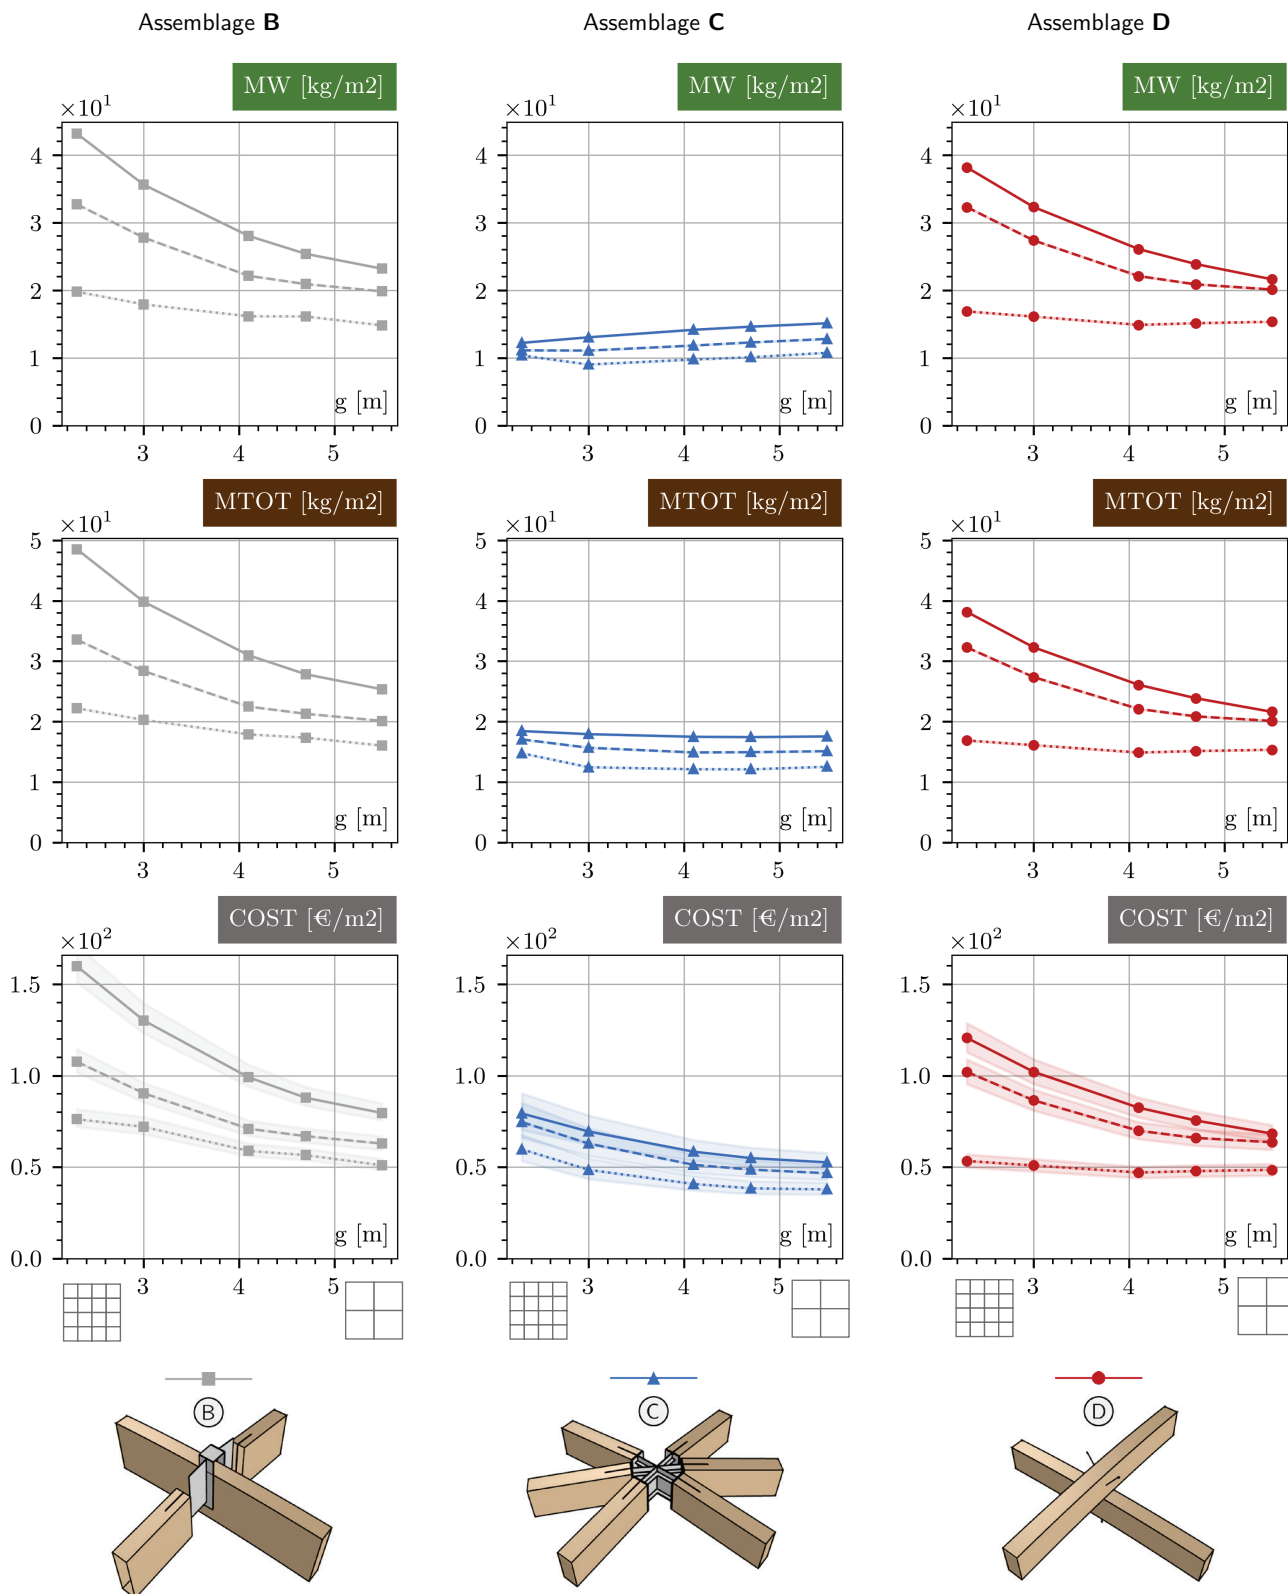 Assemblage B Assemblage C Assemblage D
MW [kg/m2] MW [kg/m2] MW [kg/m2]
×10¹ ×10¹ ×10¹
4 4 4
3 3 3
2 2 2
1 1 1
g [m] g [m] g [m]
0 0 0
3 4 5 3 4 5 3 4 5
MTOT [kg/m2] MTOT [kg/m2] MTOT [kg/m2]
×10¹ ×10¹ ×10¹
5 5 5
4 4 4
3 3 3
2 2 2
1 1 1
g [m] g [m] g [m]
0 0 0
3 4 5 3 4 5 3 4 5
COST [€/m2] COST [€/m2] COST [€/m2]
×10² ×10² ×10²
1.5 1.5 1.5
1.0 1.0 1.0
0.5 0.5 0.5
g [m] g [m] g [m]
0.0 0.0 0.0
3 4 5 3 4 5 3 4 5
B C D